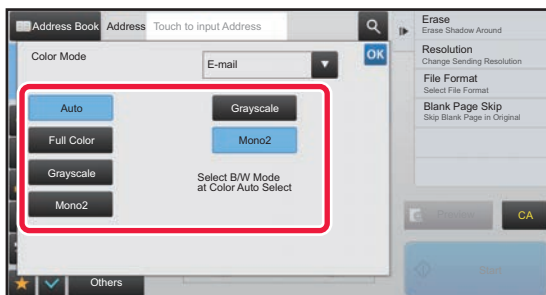 Address Book Address Touch to input Address
Color Mode
E-mail
OK
Auto
Full Color
Grayscale
Mono2
Grayscale
Mono2
Select B/W Mode
at Color Auto Select
Others
Erase
Erase Shadow Around
Resolution
Change Sending Resolution
File Format
Select File Format
Blank Page Skip
Skip Blank Page in Original
Preview
CA
Start